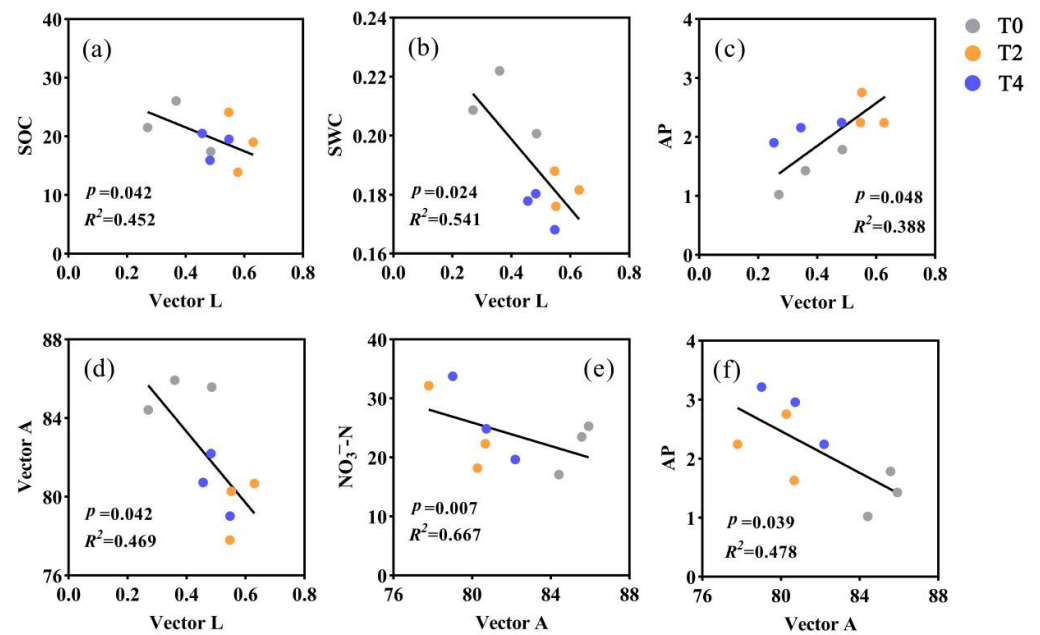 T0
T2
T4
(a)
40
30
20
10
0
SOC
p=0.042
R²=0.452
0.0 0.2 0.4 0.6 0.8
Vector L
(b)
0.24
0.22
0.20
0.18
0.16
SWC
p=0.024
R²=0.541
0.0 0.2 0.4 0.6 0.8
Vector L
(c)
4
3
2
1
0
AP
p=0.048
R²=0.388
0.0 0.2 0.4 0.6 0.8
Vector L
(d)
88
84
80
76
Vector A
p=0.042
R²=0.469
0.0 0.2 0.4 0.6 0.8
Vector L
(e)
40
30
20
10
0
NO₃⁻-N
p=0.007
R²=0.667
76 80 84 88
Vector A
(f)
4
3
2
1
0
AP
p=0.039
R²=0.478
76 80 84 88
Vector A